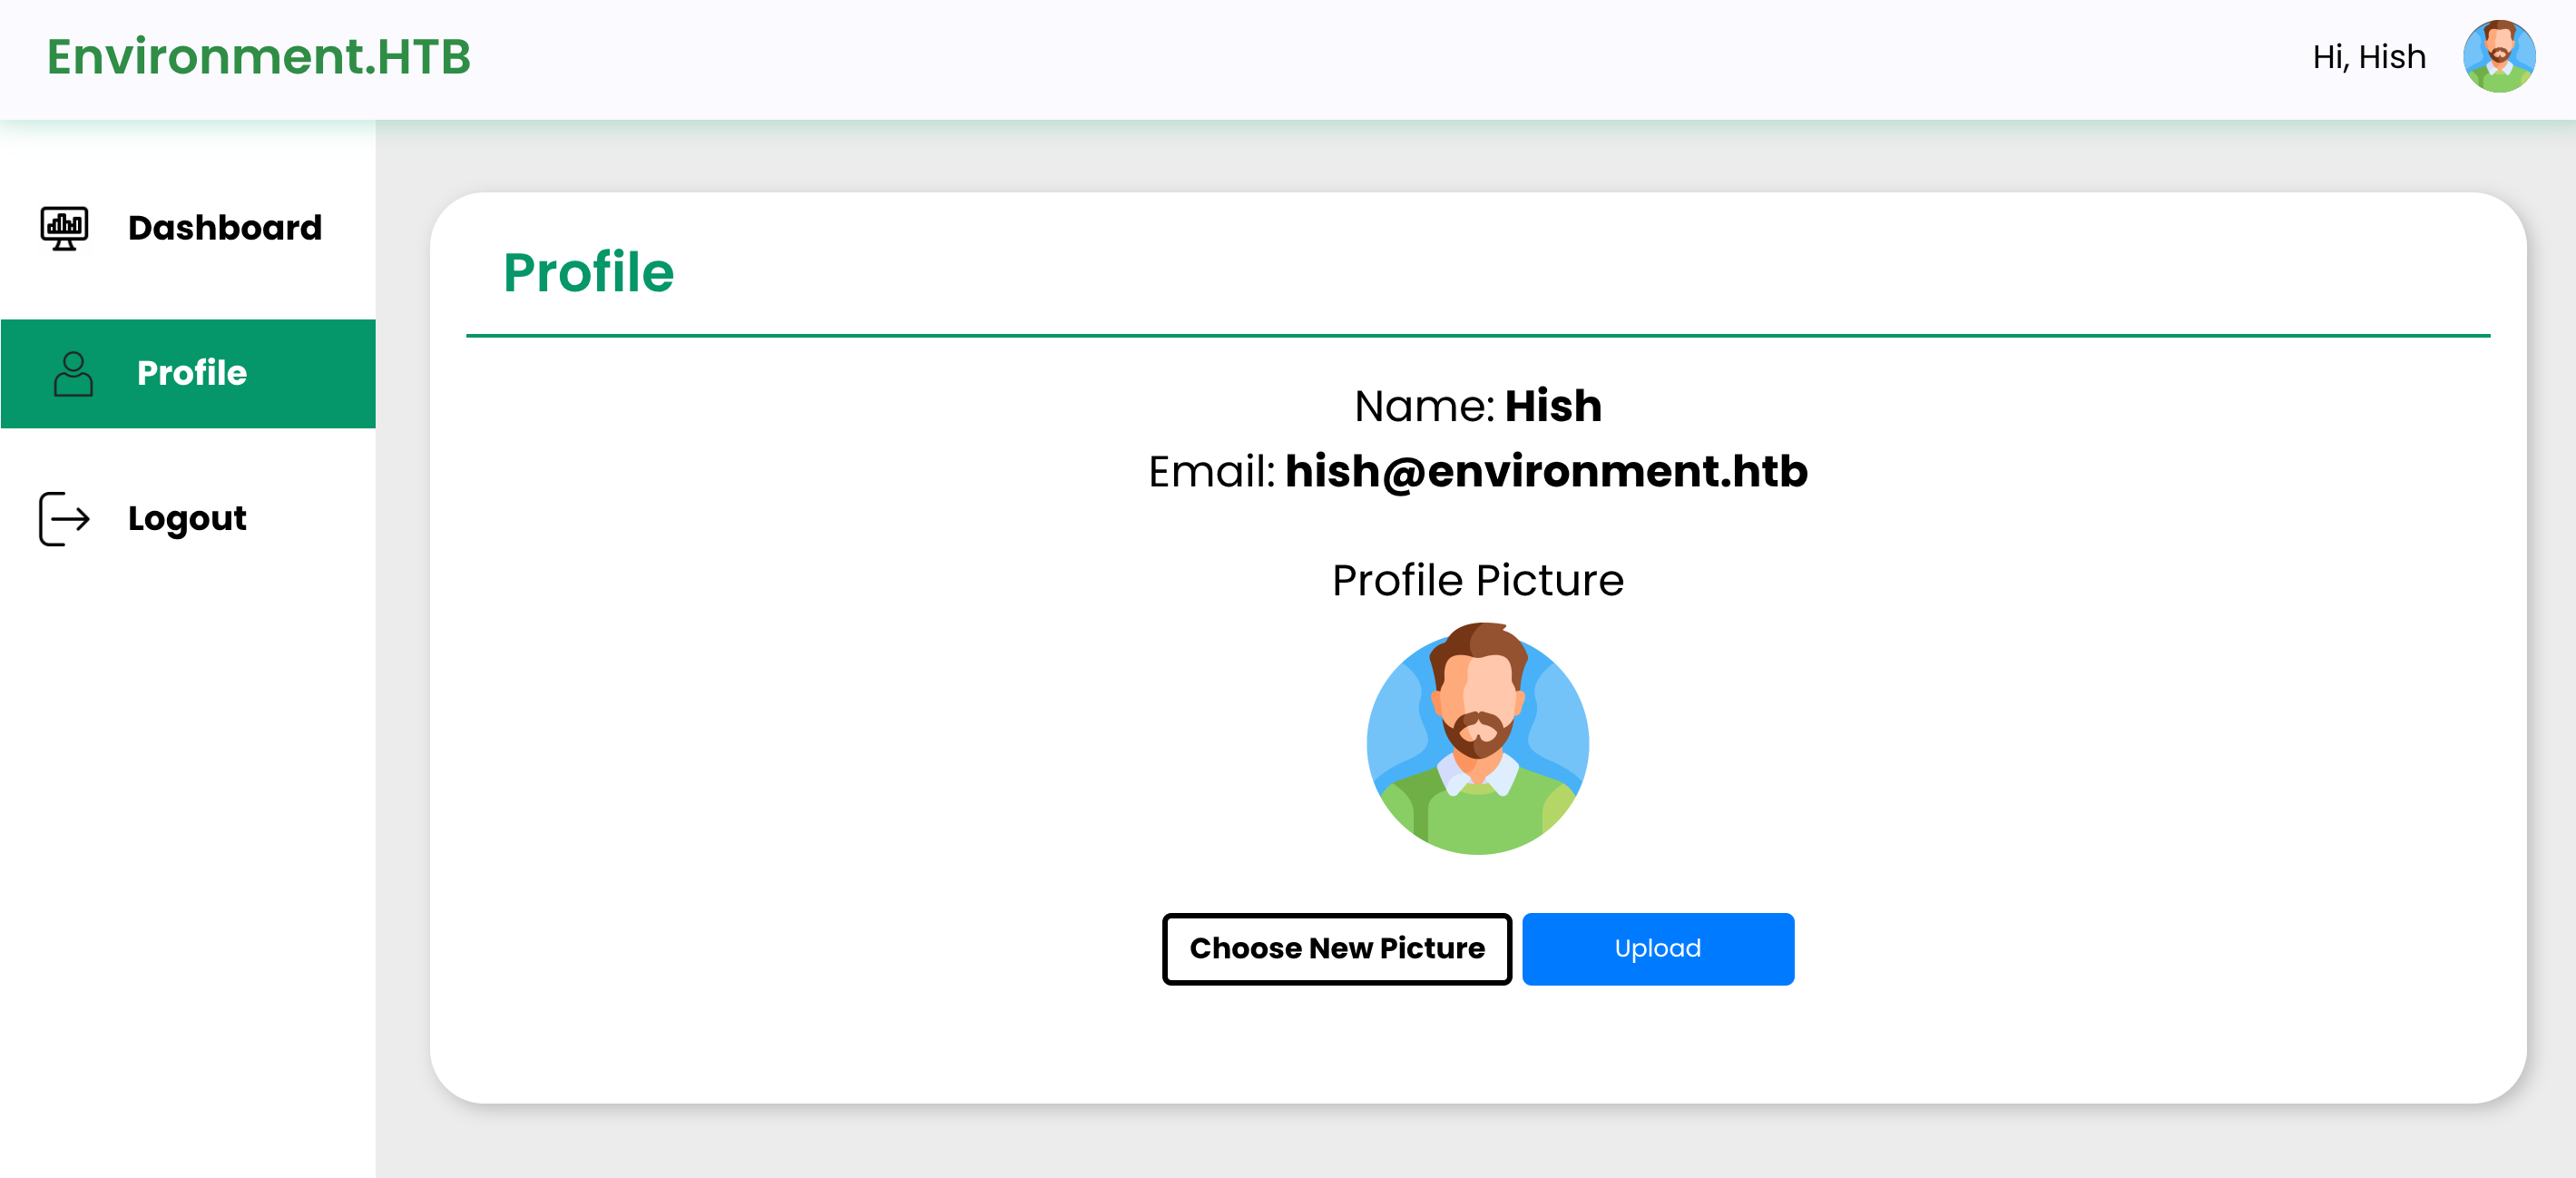 Environment.HTB
Hi, Hish
Dashboard
Profile
Logout
Profile
Name: Hish
Email: hish@environment.htb
Profile Picture
Choose New Picture
Upload